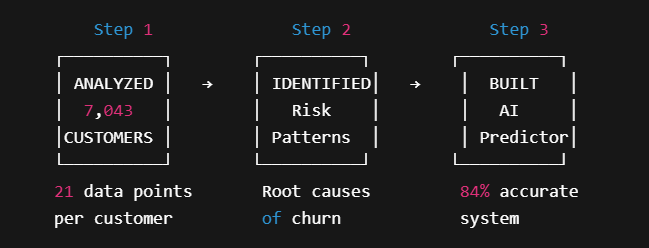 Step 1 Step 2 Step 3
ANALYZED → IDENTIFIED → BUILT
7,043 Risk AI
CUSTOMERS Patterns Predictor
21 data points Root causes 84% accurate
per customer of churn system